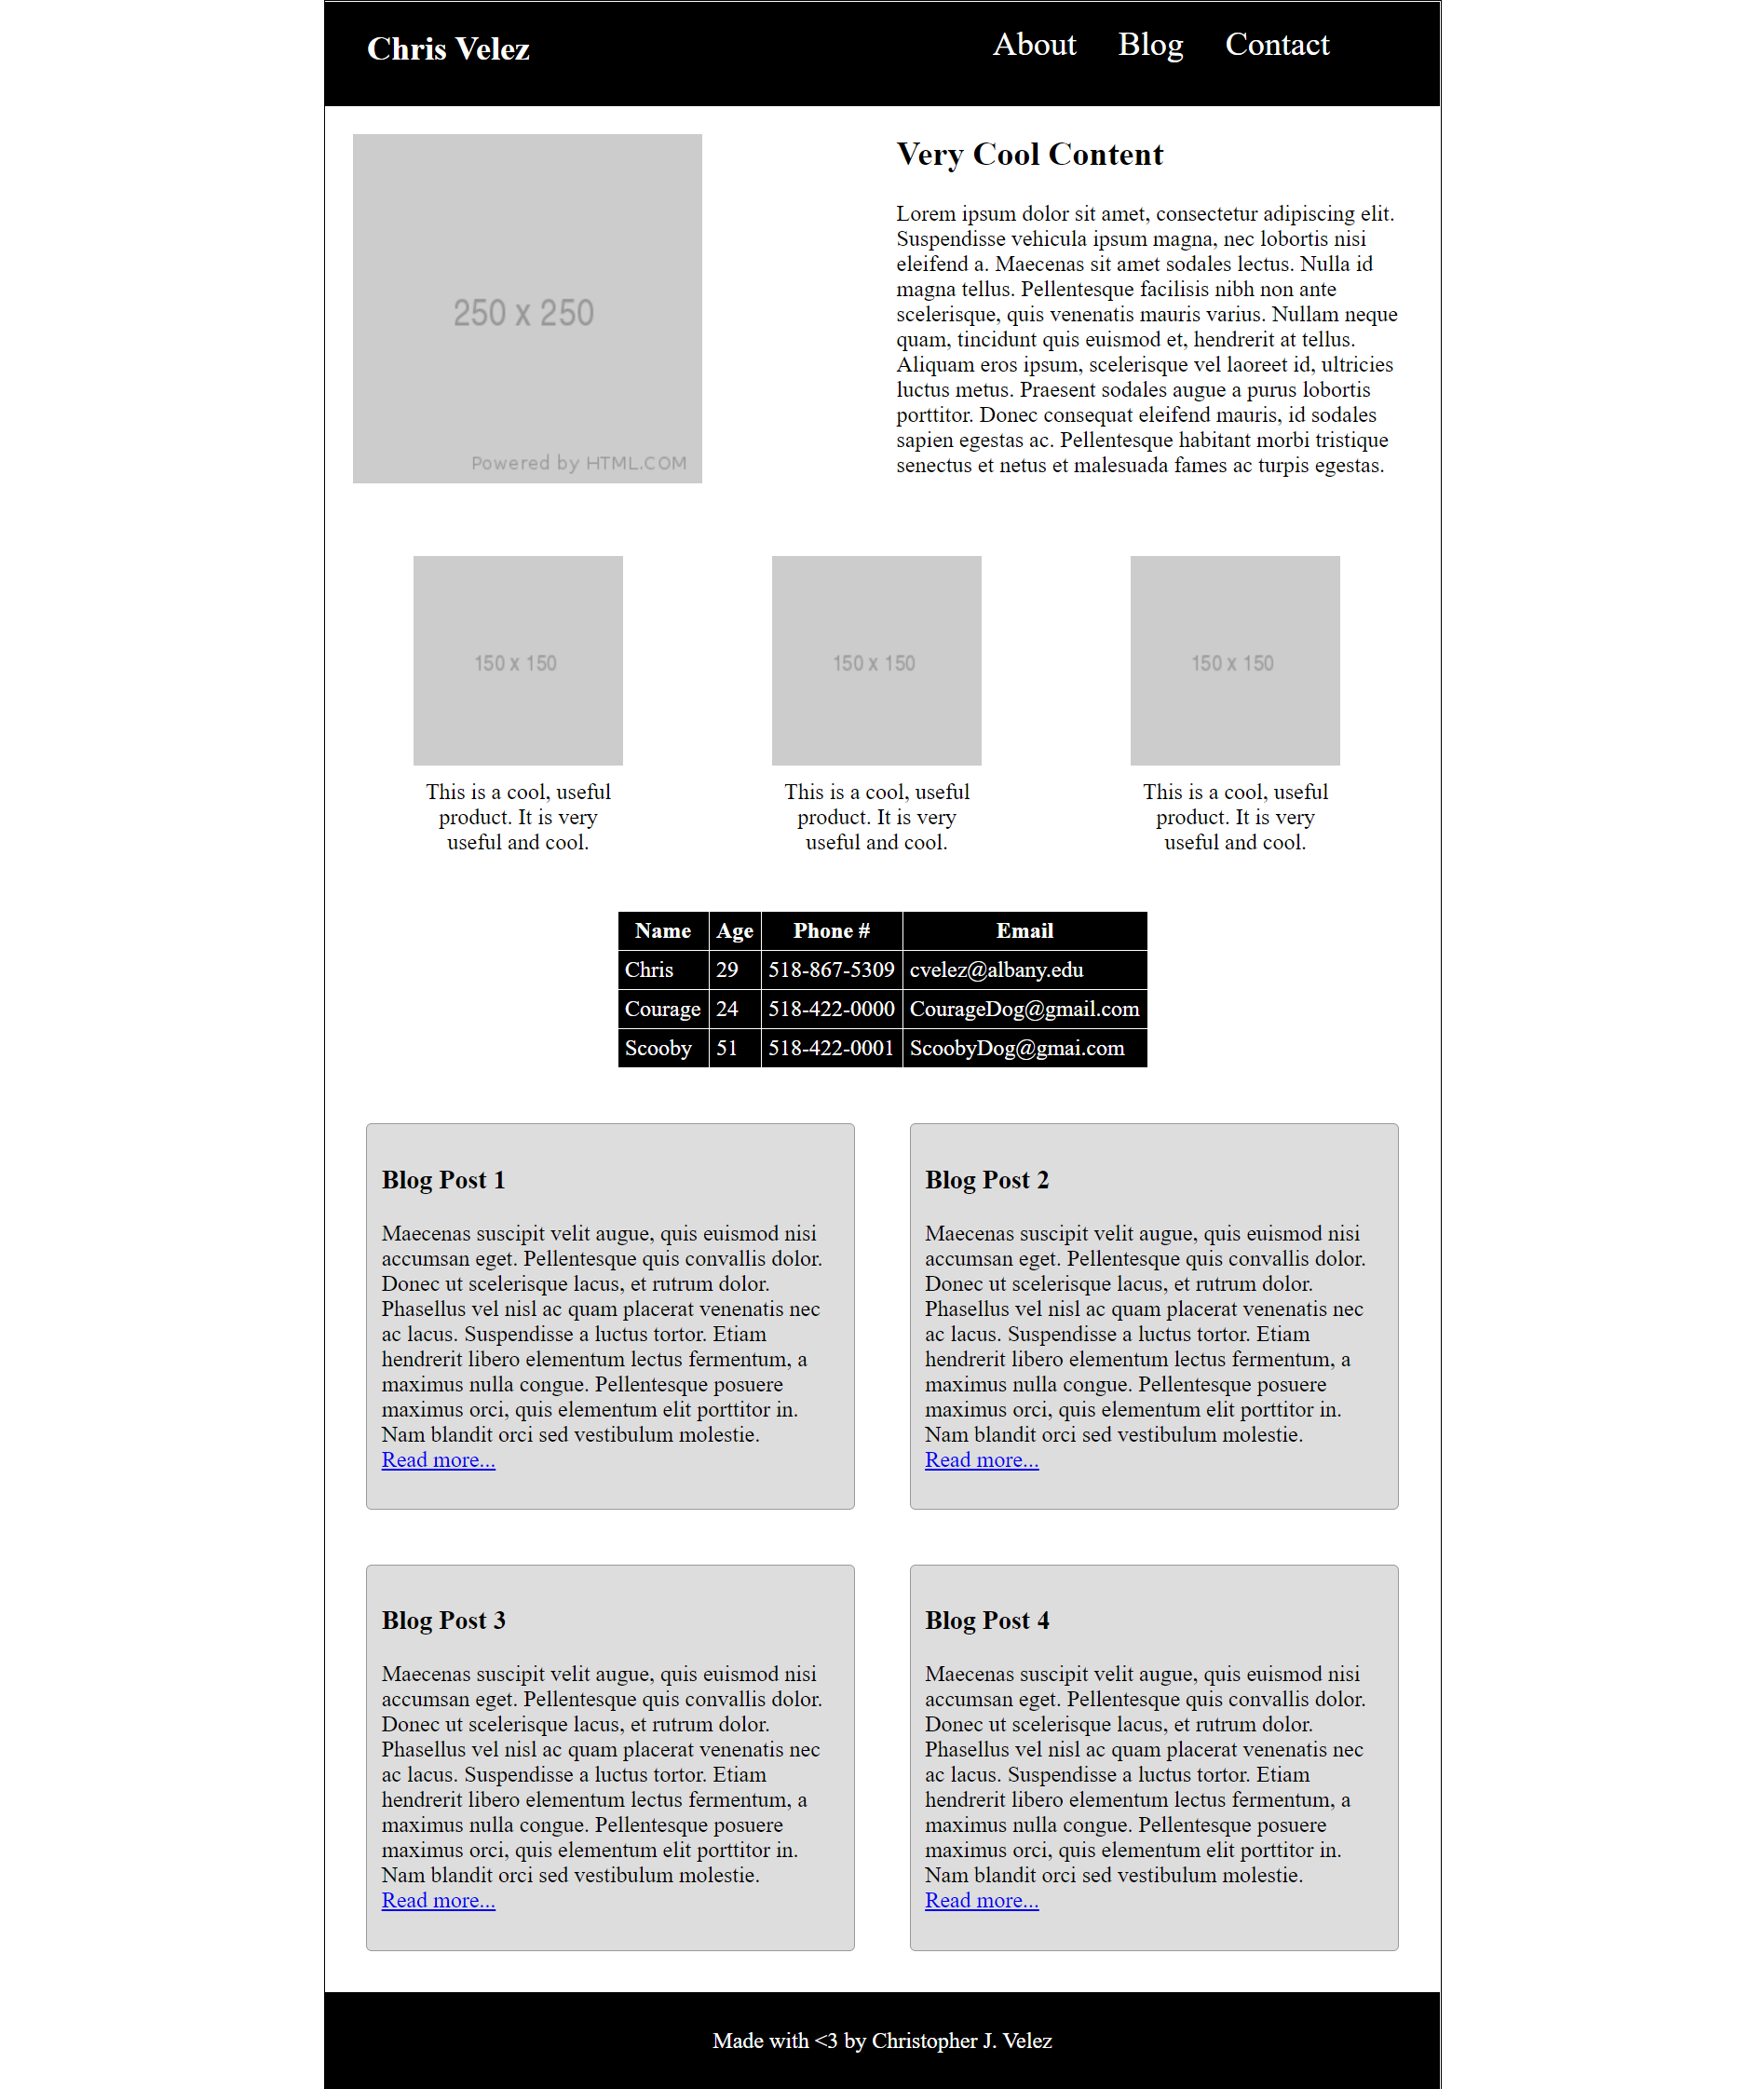 Chris Velez
About Blog Contact
250 x 250
Powered by HTML.COM
Very Cool Content
Lorem ipsum dolor sit amet, consectetur adipiscing elit.
Suspendisse vehicula ipsum magna, nec lobortis nisi
eleifend a. Maecenas sit amet sodales lectus. Nulla id
magna tellus. Pellentesque facilisis nibh non ante
scelerisque, quis venenatis mauris varius. Nullam neque
quam, tincidunt quis euismod et, hendrerit at tellus.
Aliquam eros ipsum, scelerisque vel laoreet id, ultricies
luctus metus. Praesent sodales augue a purus lobortis
porttitor. Donec consequat eleifend mauris, id sodales
sapien egestas ac. Pellentesque habitant morbi tristique
senectus et netus et malesuada fames ac turpis egestas.
150 x 150
This is a cool, useful
product. It is very
useful and cool.
150 x 150
This is a cool, useful
product. It is very
useful and cool.
150 x 150
This is a cool, useful
product. It is very
useful and cool.
Name Age Phone # Email
Chris 29 518-867-5309 cvelez@albany.edu
Courage 24 518-422-0000 CourageDog@gmail.com
Scooby 51 518-422-0001 ScoobyDog@gmai.com
Blog Post 1
Maecenas suscipit velit augue, quis euismod nisi
accumsan eget. Pellentesque quis convallis dolor.
Donec ut scelerisque lacus, et rutrum dolor.
Phasellus vel nisl ac quam placerat venenatis nec
ac lacus. Suspendisse a luctus tortor. Etiam
hendrerit libero elementum lectus fermentum, a
maximus nulla congue. Pellentesque posuere
maximus orci, quis elementum elit porttitor in.
Nam blandit orci sed vestibulum molestie.
Read more...
Blog Post 2
Maecenas suscipit velit augue, quis euismod nisi
accumsan eget. Pellentesque quis convallis dolor.
Donec ut scelerisque lacus, et rutrum dolor.
Phasellus vel nisl ac quam placerat venenatis nec
ac lacus. Suspendisse a luctus tortor. Etiam
hendrerit libero elementum lectus fermentum, a
maximus nulla congue. Pellentesque posuere
maximus orci, quis elementum elit porttitor in.
Nam blandit orci sed vestibulum molestie.
Read more...
Blog Post 3
Maecenas suscipit velit augue, quis euismod nisi
accumsan eget. Pellentesque quis convallis dolor.
Donec ut scelerisque lacus, et rutrum dolor.
Phasellus vel nisl ac quam placerat venenatis nec
ac lacus. Suspendisse a luctus tortor. Etiam
hendrerit libero elementum lectus fermentum, a
maximus nulla congue. Pellentesque posuere
maximus orci, quis elementum elit porttitor in.
Nam blandit orci sed vestibulum molestie.
Read more...
Blog Post 4
Maecenas suscipit velit augue, quis euismod nisi
accumsan eget. Pellentesque quis convallis dolor.
Donec ut scelerisque lacus, et rutrum dolor.
Phasellus vel nisl ac quam placerat venenatis nec
ac lacus. Suspendisse a luctus tortor. Etiam
hendrerit libero elementum lectus fermentum, a
maximus nulla congue. Pellentesque posuere
maximus orci, quis elementum elit porttitor in.
Nam blandit orci sed vestibulum molestie.
Read more...
Made with <3 by Christopher J. Velez